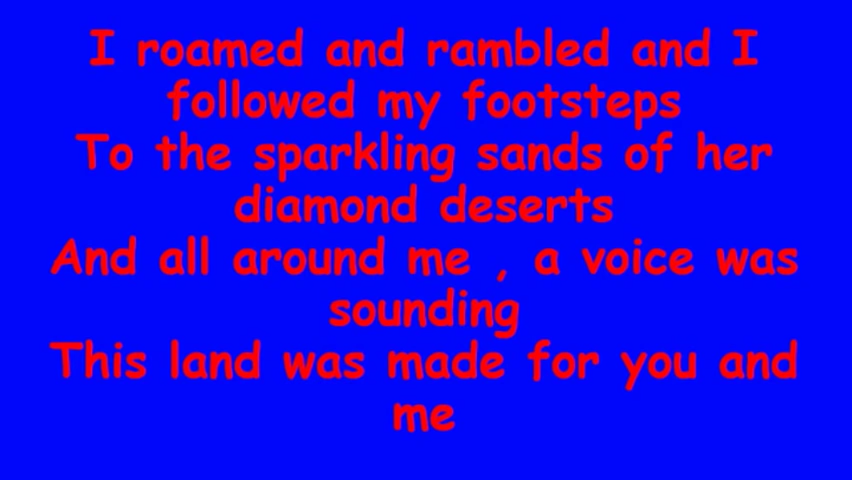 I roamed and rambled and I
followed my footsteps
To the sparkling sands of her
diamond deserts
And all around me , a voice was
sounding
This land was made for you and
me